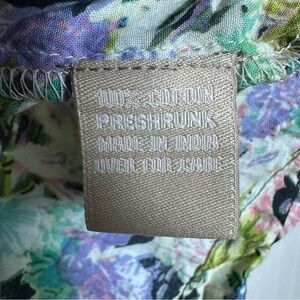 100% COTTON
PRESHRUNK
MADE IN INDIA
OVER FOR CARE